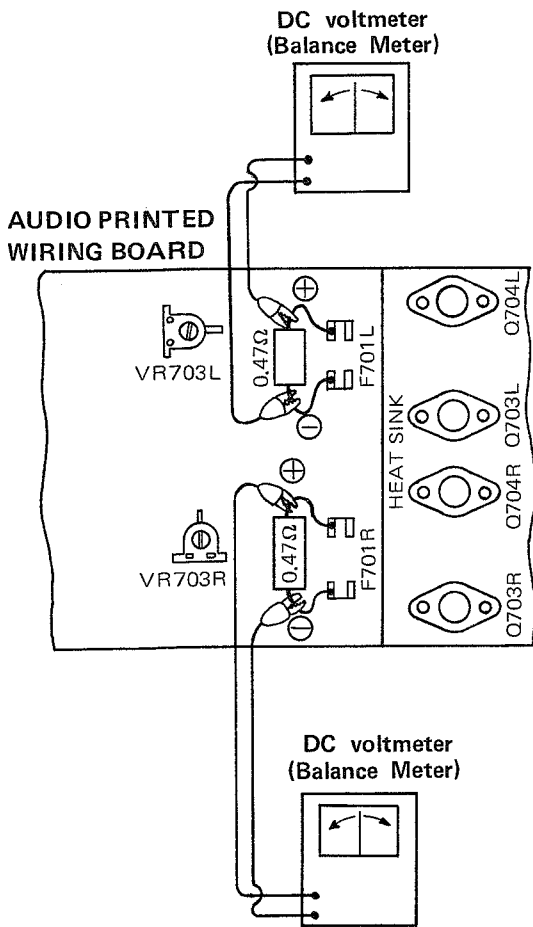 DC voltmeter
(Balance Meter)
AUDIO PRINTED
WIRING BOARD
VR703L
0.47Ω
+
−
F701L
HEAT SINK
Q704L
Q703L
Q704R
Q703R
VR703R
+
0.47Ω
−
F701R
DC voltmeter
(Balance Meter)